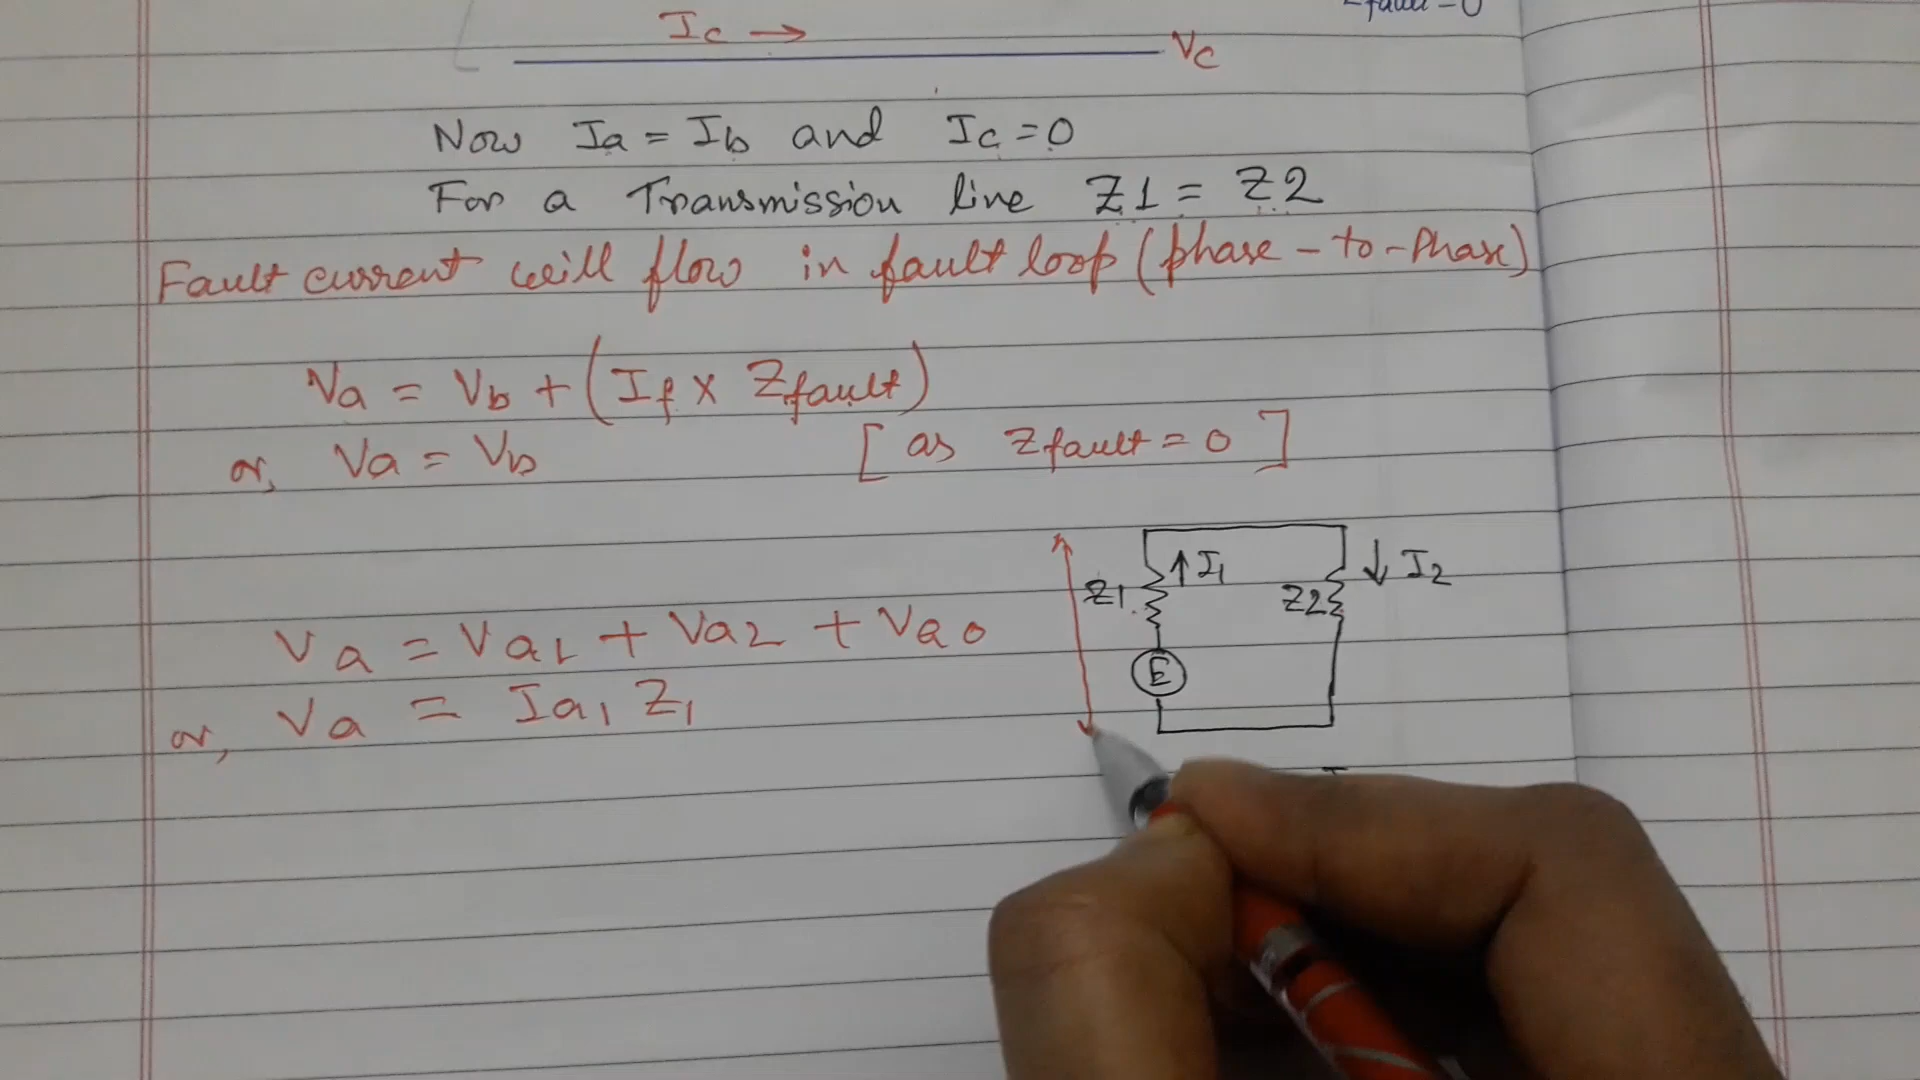 Zfault = 0
Ic →
Vc
Now Ia = Ib and Ic = 0
For a Transmission line Z1 = Z2
Fault current will flow in fault loop (phase-to-Phase)
Va = Vb + (If x Zfault)
or, Va = Vb [as Zfault = 0]
↑ I1 ↓ I2
Z1 Z2
E
Va = Va1 + Va2 + Va0
or, Va = Ia1 Z1